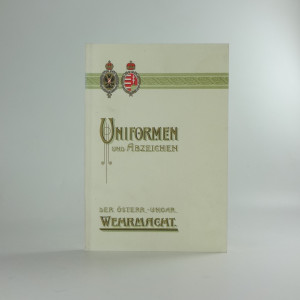 UNIFORMEN
UND ABZEICHEN
DER ÖSTERR.-UNGAR.
WEHRMACHT.